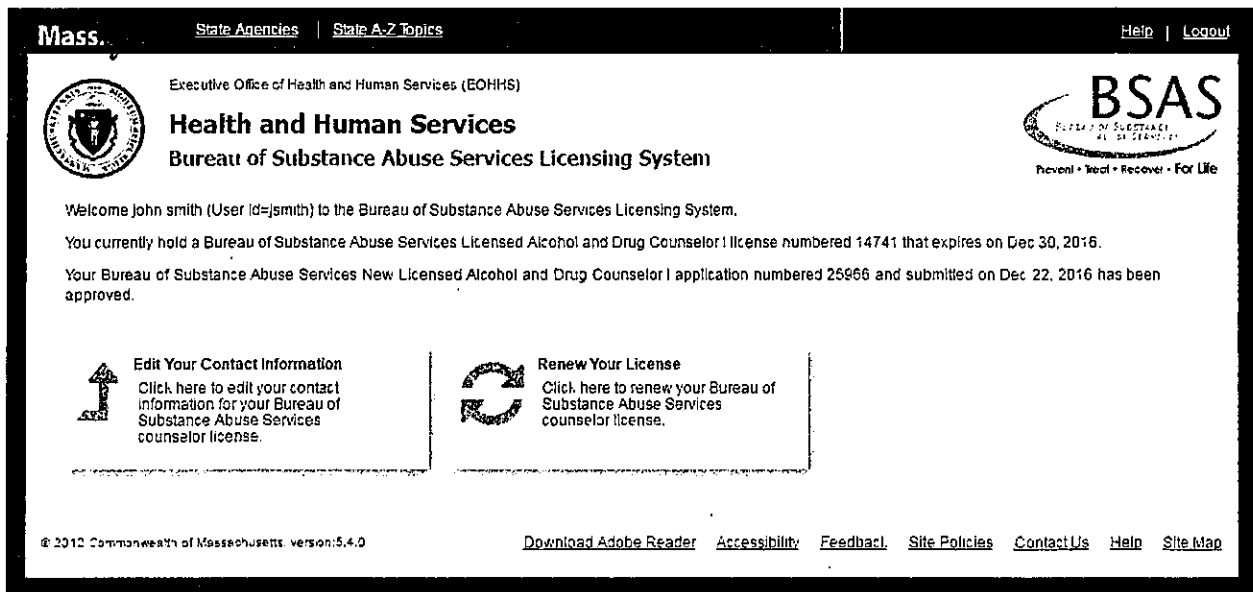 Mass.
State Agencies | State A-Z Topics
Help | Logout
Executive Office of Health and Human Services (EOHHS)
Health and Human Services
Bureau of Substance Abuse Services Licensing System
BSAS
BUREAU OF SUBSTANCE
ABUSE SERVICES
Prevent • Treat • Recover • For Life
Welcome john smith (User Id=jsmith) to the Bureau of Substance Abuse Services Licensing System.
You currently hold a Bureau of Substance Abuse Services Licensed Alcohol and Drug Counselor I license numbered 14741 that expires on Dec 30, 2016.
Your Bureau of Substance Abuse Services New Licensed Alcohol and Drug Counselor I application numbered 25966 and submitted on Dec 22, 2016 has been
approved.
Edit Your Contact Information
Click here to edit your contact
information for your Bureau of
Substance Abuse Services
counselor license.
Renew Your License
Click here to renew your Bureau of
Substance Abuse Services
counselor license.
© 2012 Commonwealth of Massachusetts. version:5.4.0
Download Adobe Reader Accessibility Feedback Site Policies Contact Us Help Site Map